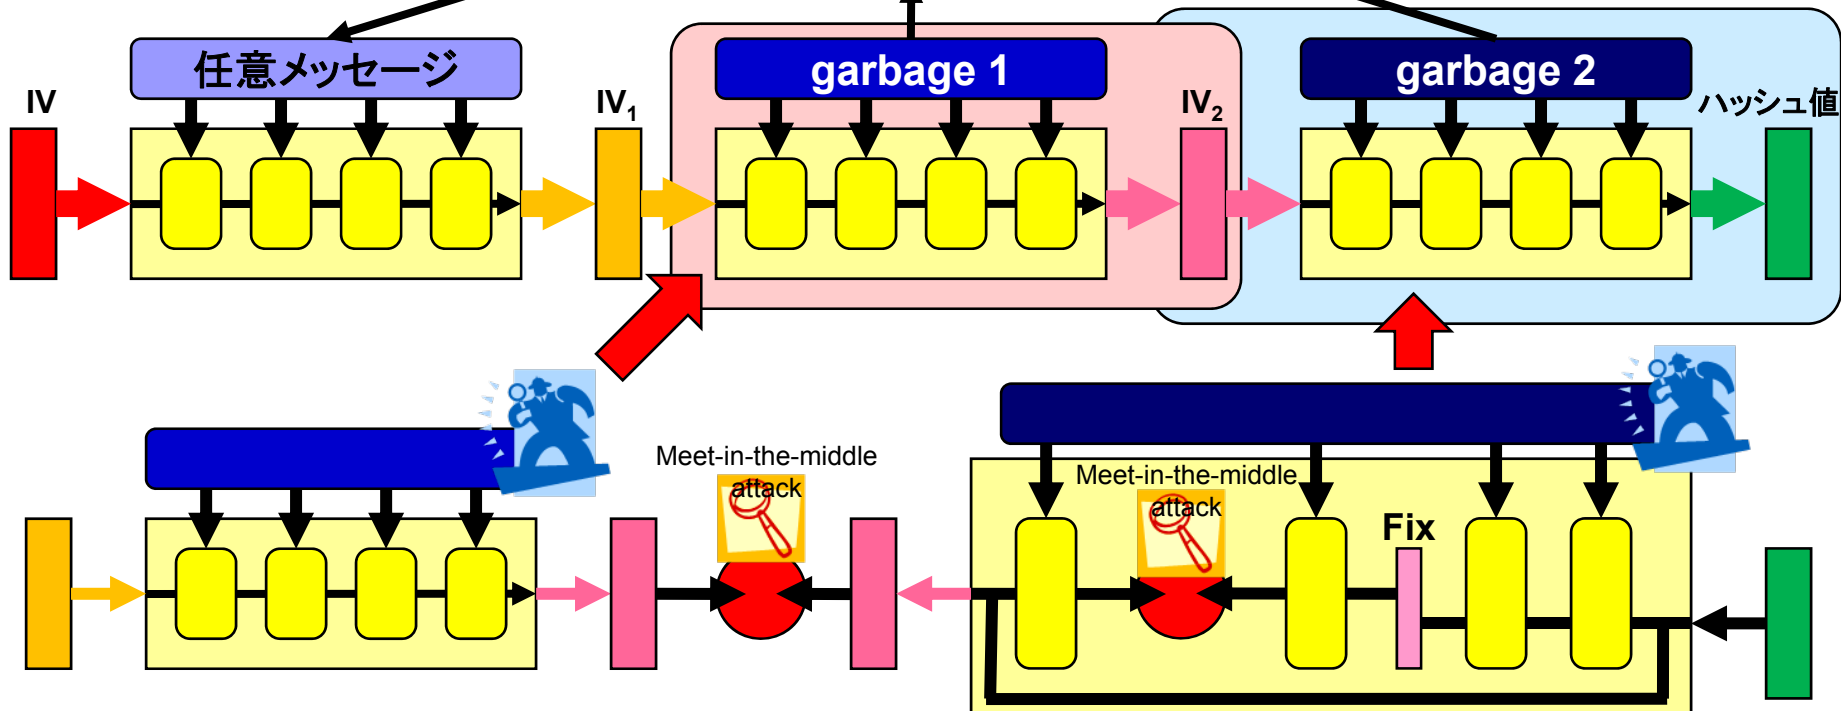 任意メッセージ
garbage 1
garbage 2
IV
IV₁
IV₂
ハッシュ値
Meet-in-the-middle
attack
Meet-in-the-middle
attack
Fix